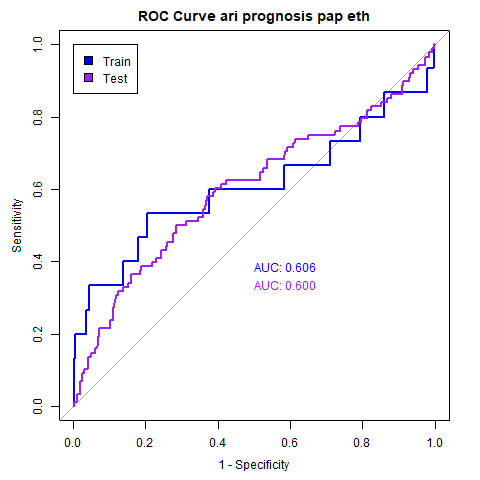 ROC Curve ari prognosis pap eth
Train
Test
AUC: 0.606
AUC: 0.600
Sensitivity
0.0
0.2
0.4
0.6
0.8
1.0
0.0 0.2 0.4 0.6 0.8 1.0
1 - Specificity